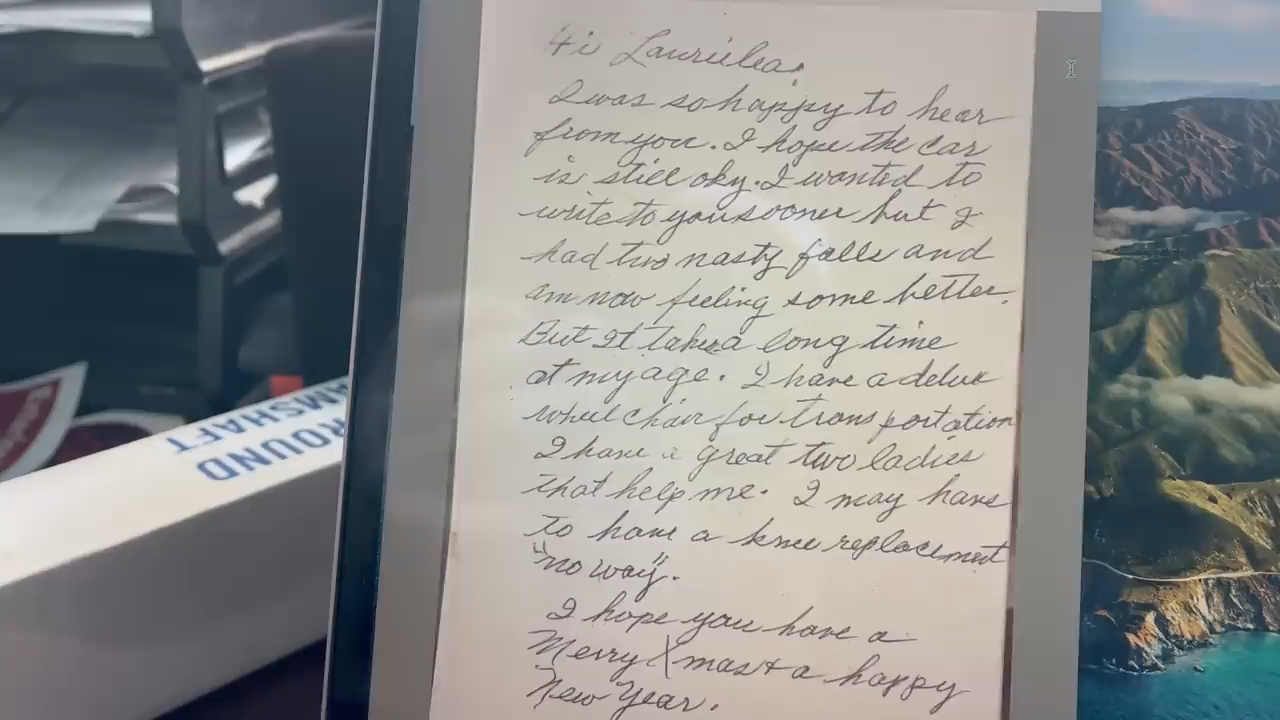 Hi Laurielea,
I was so happy to hear
from you. I hope the car
is still oky. I wanted to
write to you sooner but I
had two nasty falls and
am now feeling some better.
But It takes a long time
at my age. I have a delux
wheel chair for transportation
I have a great two ladies
that help me. I may have
to have a knee replacement
"no way".
I hope you have a
Merry Xmas & a happy
New Year.
ROUND
AMSHAFT